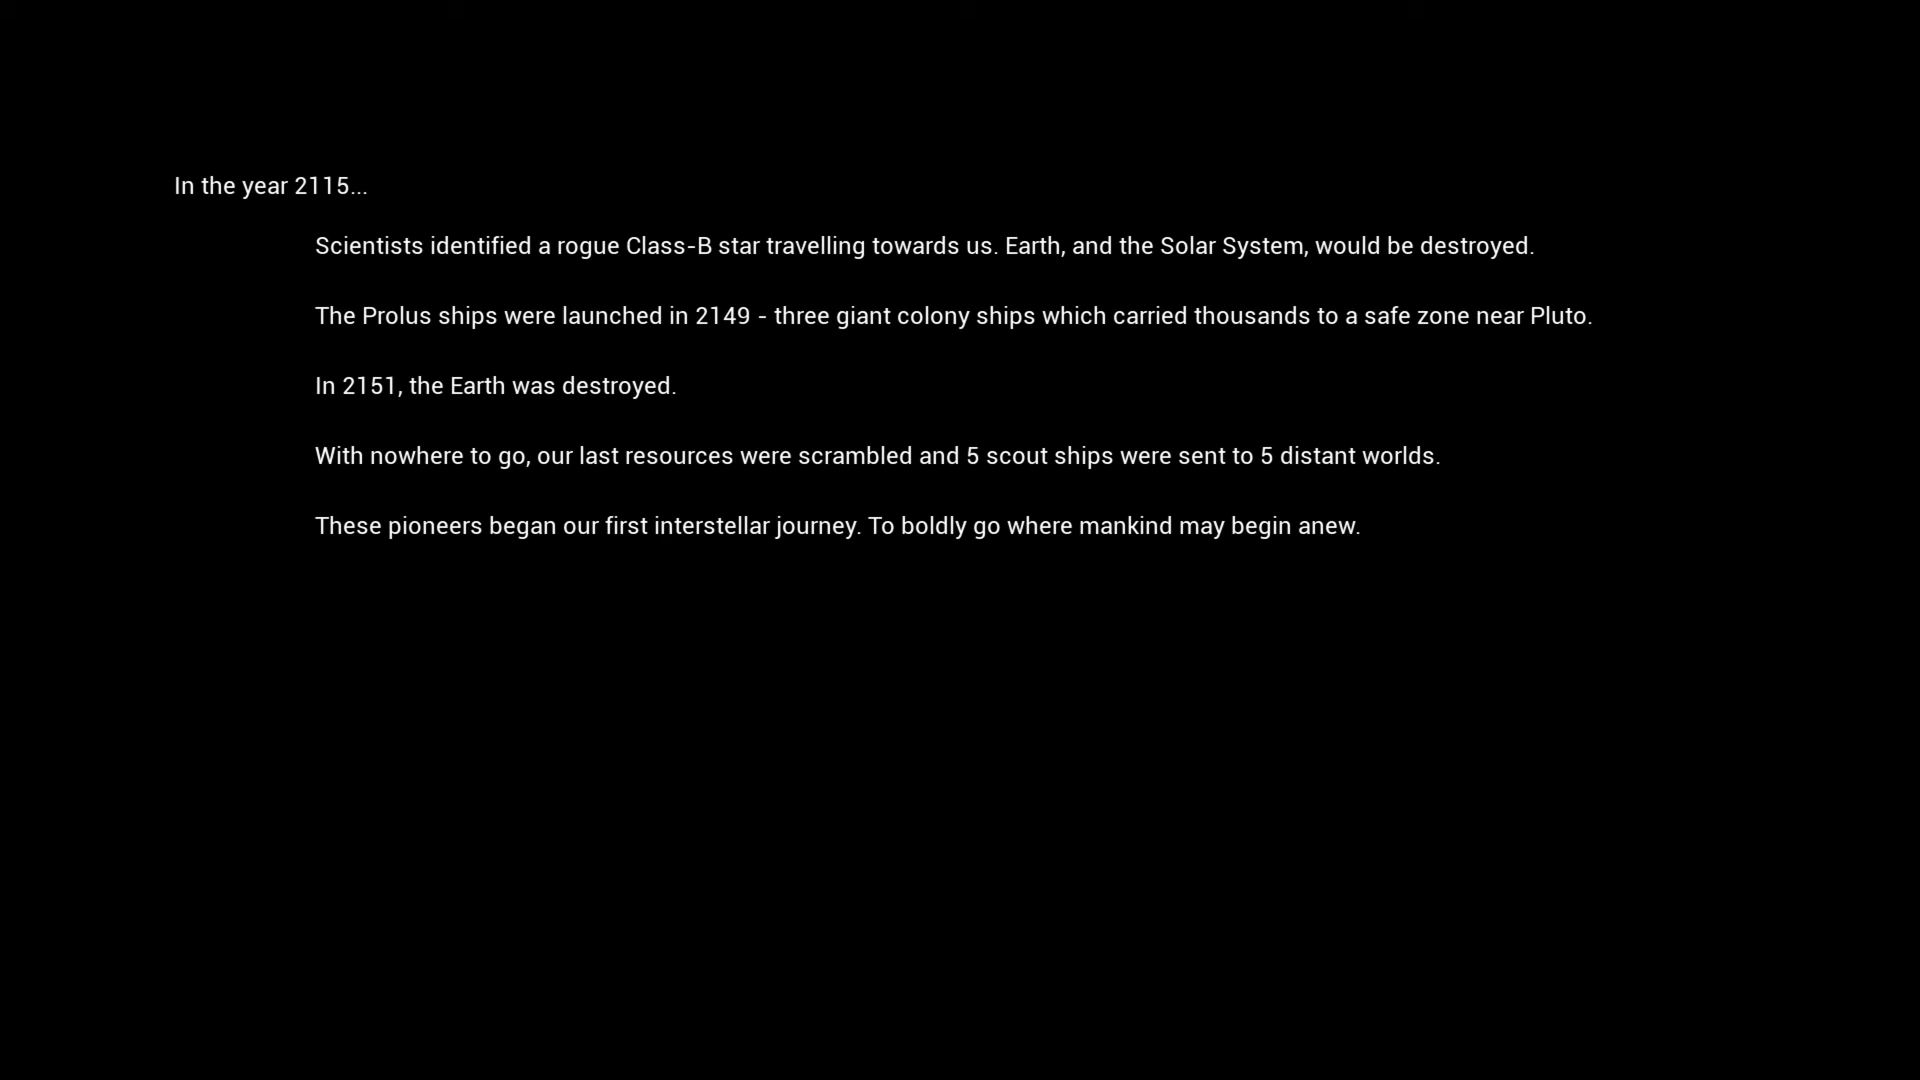 In the year 2115...
Scientists identified a rogue Class-B star travelling towards us. Earth, and the Solar System, would be destroyed.
The Prolus ships were launched in 2149 - three giant colony ships which carried thousands to a safe zone near Pluto.
In 2151, the Earth was destroyed.
With nowhere to go, our last resources were scrambled and 5 scout ships were sent to 5 distant worlds.
These pioneers began our first interstellar journey. To boldly go where mankind may begin anew.